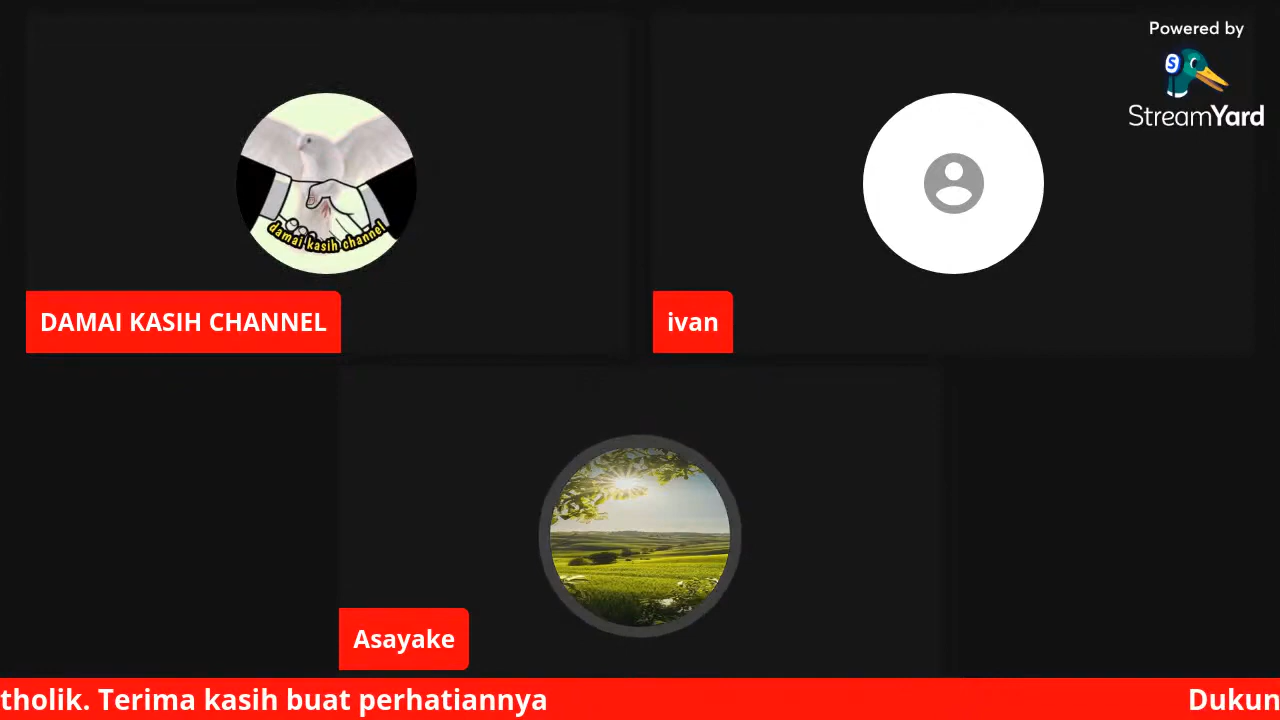 Powered by
S
StreamYard
damai kasih channel
DAMAI KASIH CHANNEL
ivan
Asayake
tholik. Terima kasih buat perhatiannya
Dukun